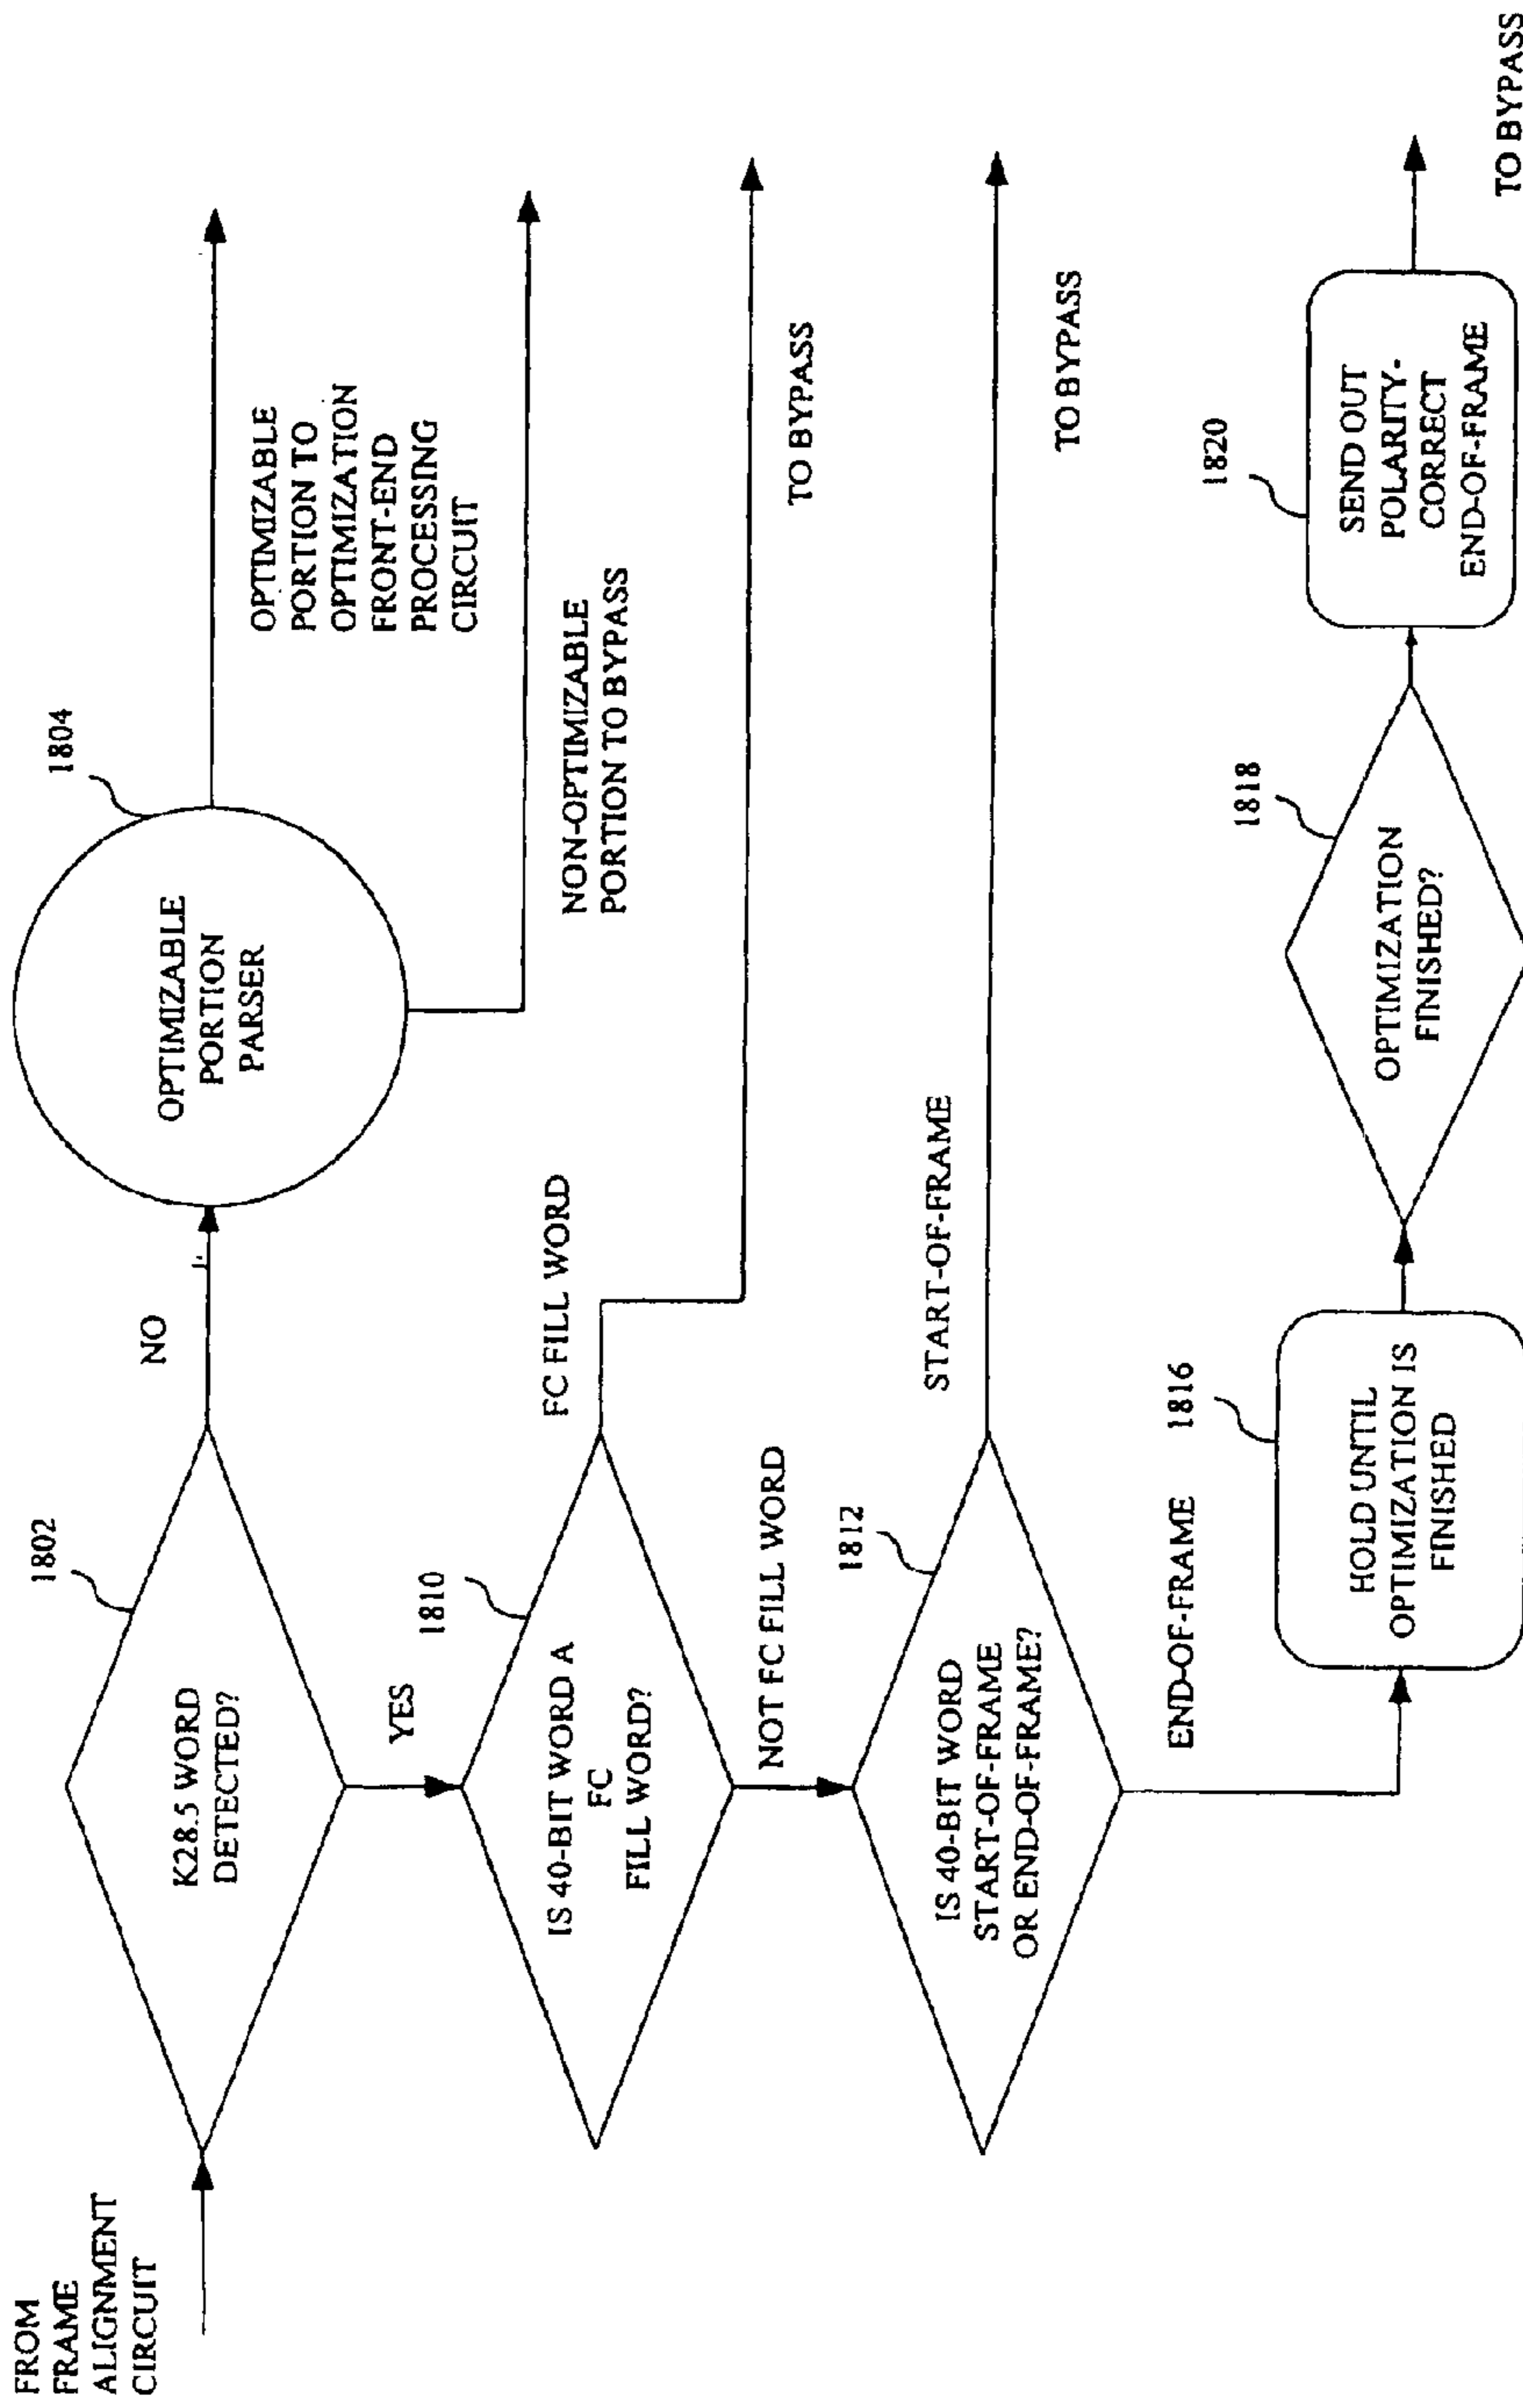 FROM
FRAME
ALIGNMENT
CIRCUIT
1802
K28.5 WORD
DETECTED?
NO
1804
OPTIMIZABLE
PORTION
PARSER
OPTIMIZABLE
PORTION TO
OPTIMIZATION
FRONT-END
PROCESSING
CIRCUIT
NON-OPTIMIZABLE
PORTION TO BYPASS
YES
1810
IS 40-BIT WORD A
FC
FILL WORD?
FC FILL WORD
TO BYPASS
NOT FC FILL WORD
1812
IS 40-BIT WORD
START-OF-FRAME
OR END-OF-FRAME?
START-OF-FRAME
TO BYPASS
END-OF-FRAME
1816
HOLD UNTIL
OPTIMIZATION IS
FINISHED
1818
OPTIMIZATION
FINISHED?
1820
SEND OUT
POLARITY-
CORRECT
END-OF-FRAME
TO BYPASS